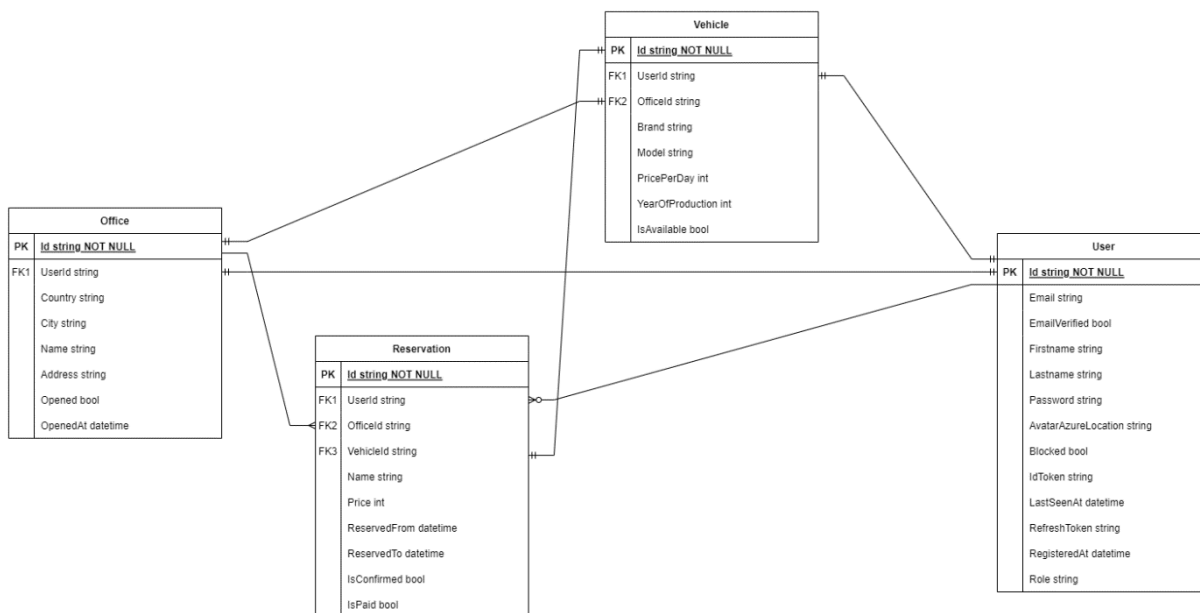 Vehicle
PK Id string NOT NULL
FK1 UserId string
FK2 OfficeId string
Brand string
Model string
PricePerDay int
YearOfProduction int
IsAvailable bool
Office
PK Id string NOT NULL
FK1 UserId string
Country string
City string
Name string
Address string
Opened bool
OpenedAt datetime
User
PK Id string NOT NULL
Email string
EmailVerified bool
Firstname string
Lastname string
Password string
AvatarAzureLocation string
Blocked bool
IdToken string
LastSeenAt datetime
RefreshToken string
RegisteredAt datetime
Role string
Reservation
PK Id string NOT NULL
FK1 UserId string
FK2 OfficeId string
FK3 VehicleId string
Name string
Price int
ReservedFrom datetime
ReservedTo datetime
IsConfirmed bool
IsPaid bool